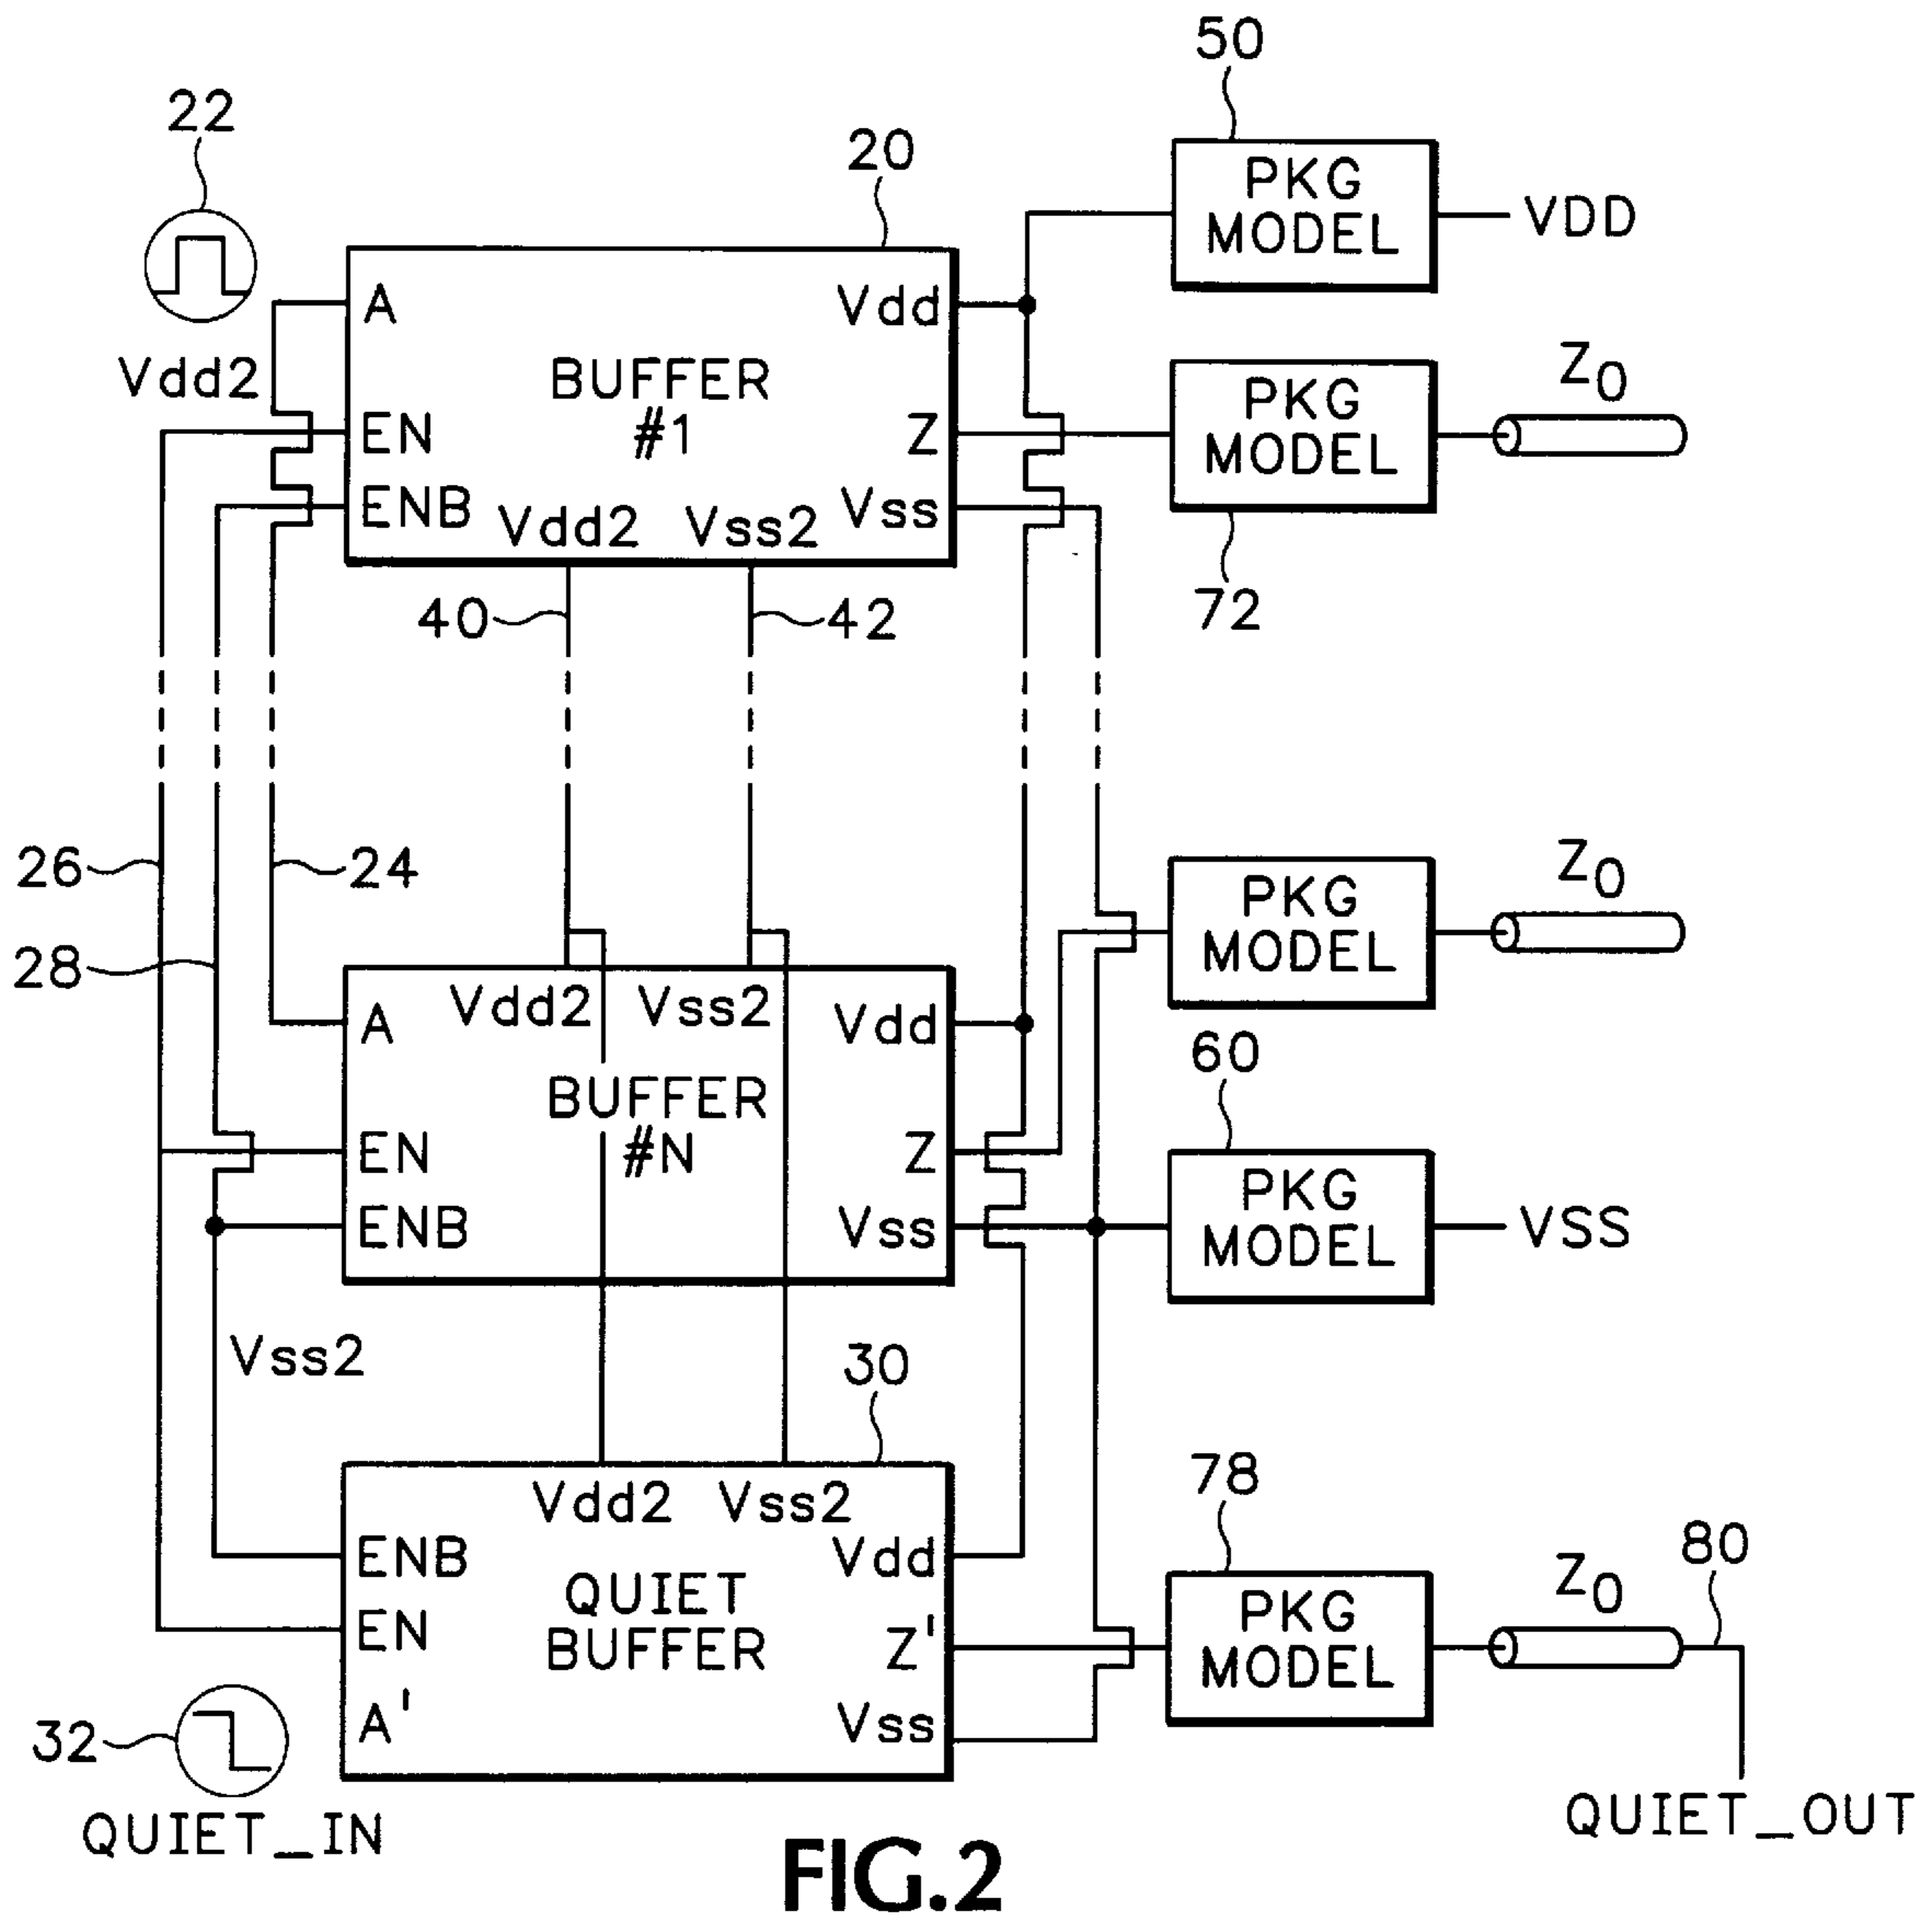 50
22
20
PKG
MODEL
VDD
A
Vdd
Vdd2
BUFFER
#1
EN
Z
PKG
MODEL
Z0
ENB
Vdd2
Vss2
Vss
40
42
72
26
24
28
PKG
MODEL
Z0
Vdd2
Vss2
A
Vdd
BUFFER
#N
EN
Z
ENB
Vss
60
PKG
MODEL
VSS
Vss2
30
78
80
Vdd2
Vss2
ENB
Vdd
QUIET
BUFFER
EN
Z'
A'
Vss
PKG
MODEL
Z0
32
QUIET_IN
QUIET_OUT
FIG.2